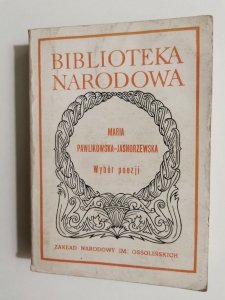 BIBLIOTEKA
NARODOWA
MARIA
PAWLIKOWSKA-JASNORZEWSKA
Wybór poezji
ZAKŁAD NARODOWY IM. OSSOLIŃSKICH